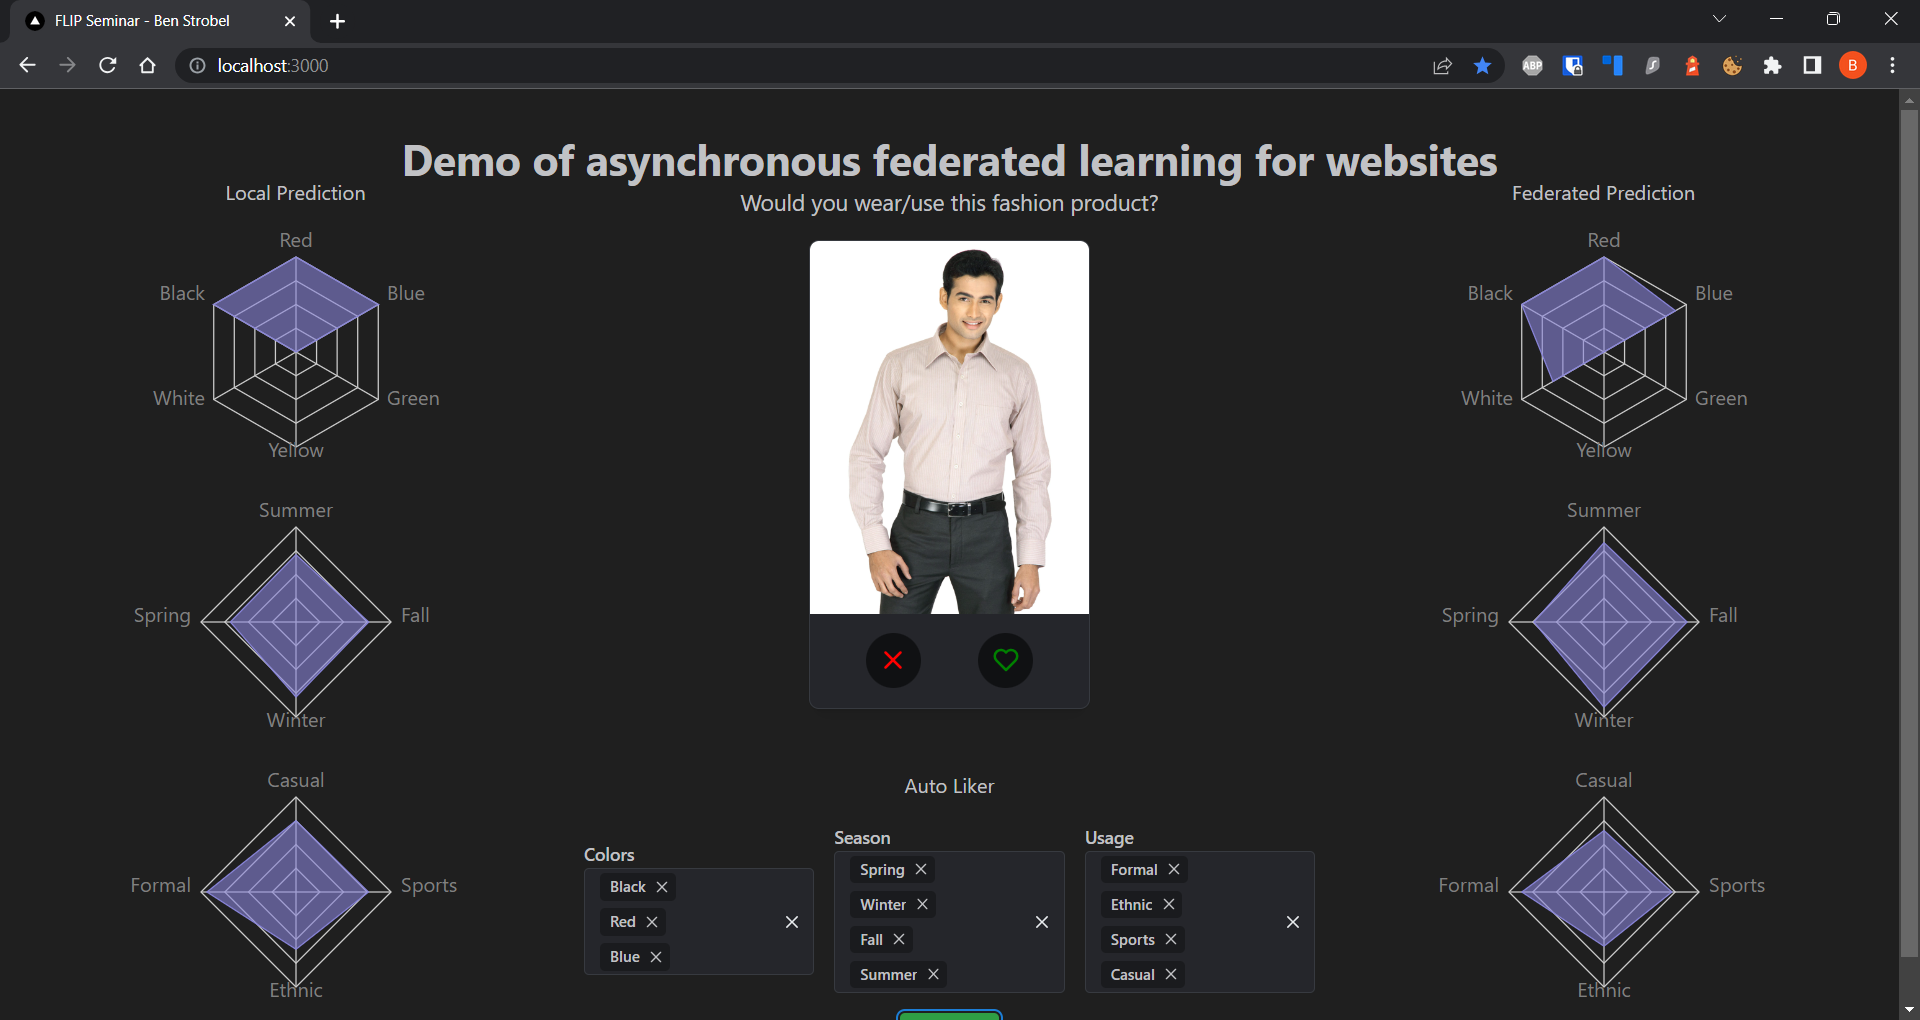 FLIP Seminar - Ben Strobel
localhost:3000
ABP
B
Demo of asynchronous federated learning for websites
Would you wear/use this fashion product?
Local Prediction
Red
Black
Blue
White
Green
Yellow
Summer
Spring
Fall
Winter
Casual
Formal
Sports
Ethnic
Federated Prediction
Red
Black
Blue
White
Green
Yellow
Summer
Spring
Fall
Winter
Casual
Formal
Sports
Ethnic
Auto Liker
Colors
Black
Red
Blue
Season
Spring
Winter
Fall
Summer
Usage
Formal
Ethnic
Sports
Casual